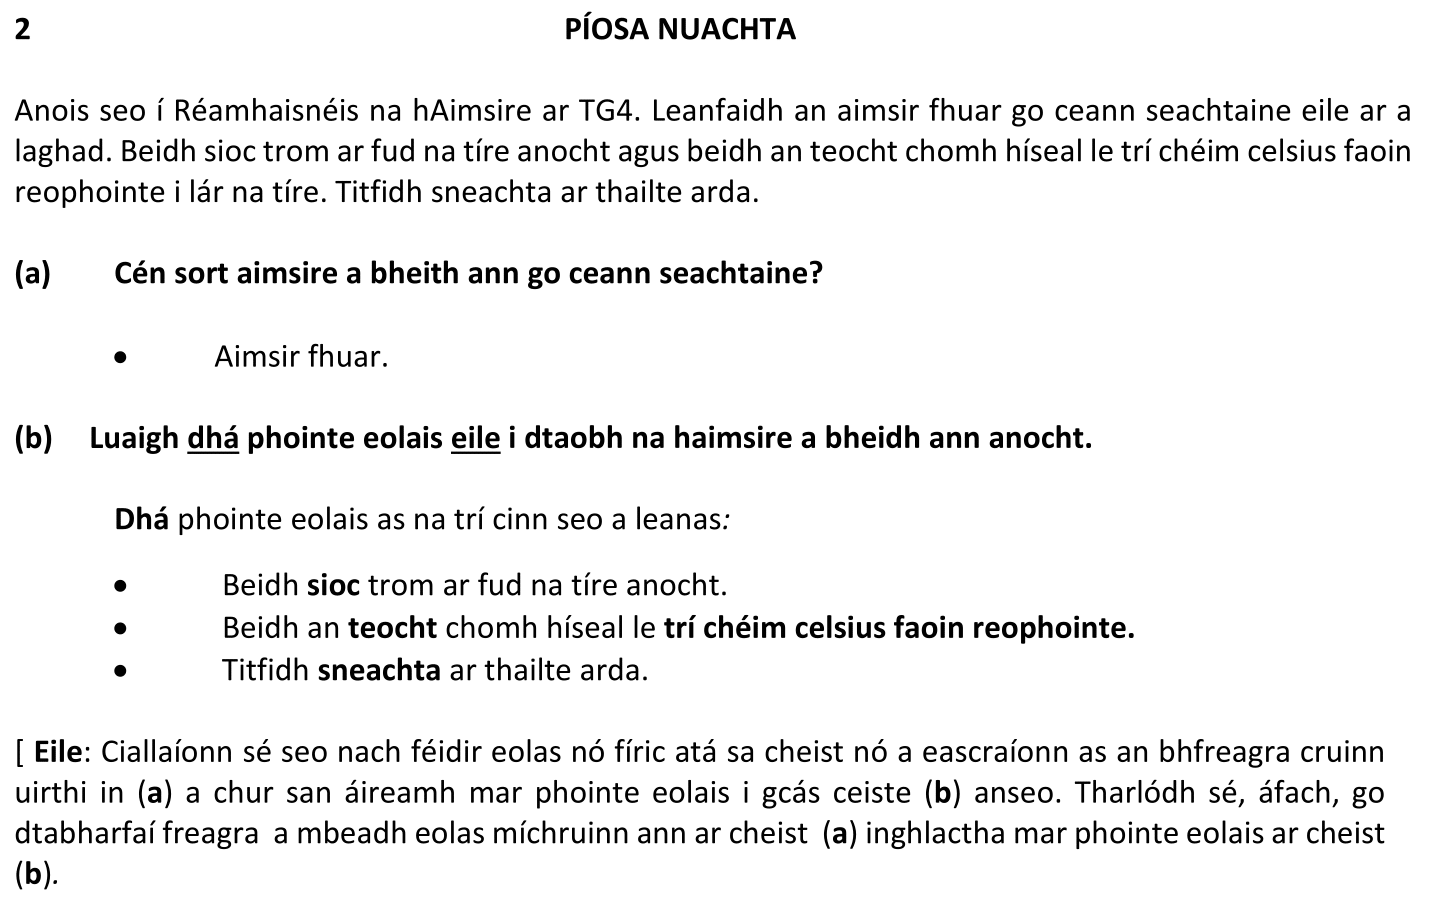 2 PÍOSA NUACHTA
Anois seo í Réamhaisnéis na hAimsire ar TG4. Leanfaidh an aimsir fhuar go ceann seachtaine eile ar a
laghad. Beidh sioc trom ar fud na tíre anocht agus beidh an teocht chomh híseal le trí chéim celsius faoin
reophointe i lár na tíre. Titfidh sneachta ar thailte arda.
(a) Cén sort aimsire a bheith ann go ceann seachtaine?
• Aimsir fhuar.
(b) Luaigh dhá phointe eolais eile i dtaobh na haimsire a bheidh ann anocht.
Dhá phointe eolais as na trí cinn seo a leanas:
• Beidh sioc trom ar fud na tíre anocht.
• Beidh an teocht chomh híseal le trí chéim celsius faoin reophointe.
• Titfidh sneachta ar thailte arda.
[ Eile: Ciallaíonn sé seo nach féidir eolas nó fíric atá sa cheist nó a eascraíonn as an bhfreagra cruinn
uirthi in (a) a chur san áireamh mar phointe eolais i gcás ceiste (b) anseo. Tharlódh sé, áfach, go
dtabharfaí freagra a mbeadh eolas míchruinn ann ar cheist (a) inghlactha mar phointe eolais ar cheist
(b).